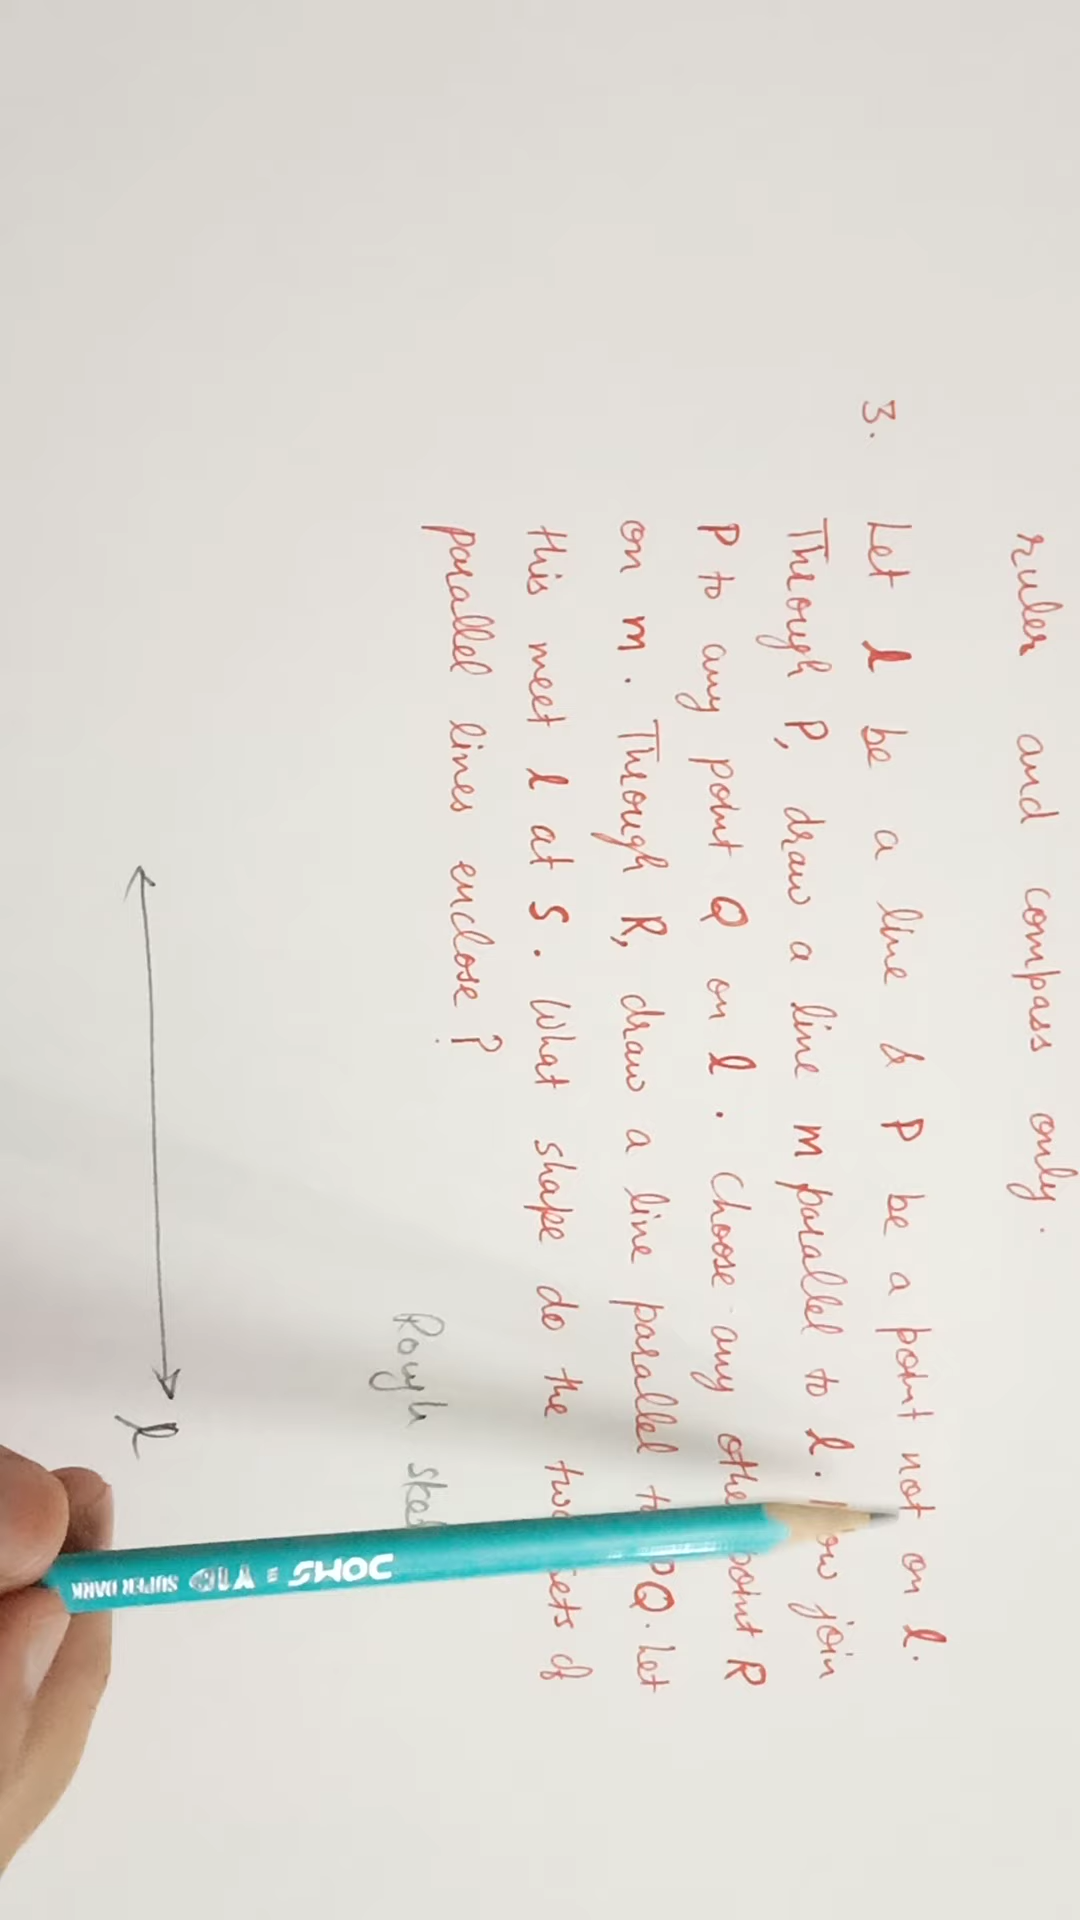 ruler and compass only.
3. Let l be a line & P be a point not on l.
Through P, draw a line m parallel to l. Now join
P to any point Q on l. Choose any other point R
on m. Through R, draw a line parallel to PQ. Let
this meet l at S. What shape do the two sets of
parallel lines enclose?
Rough
l
DOMS Y1 SUPER DARK